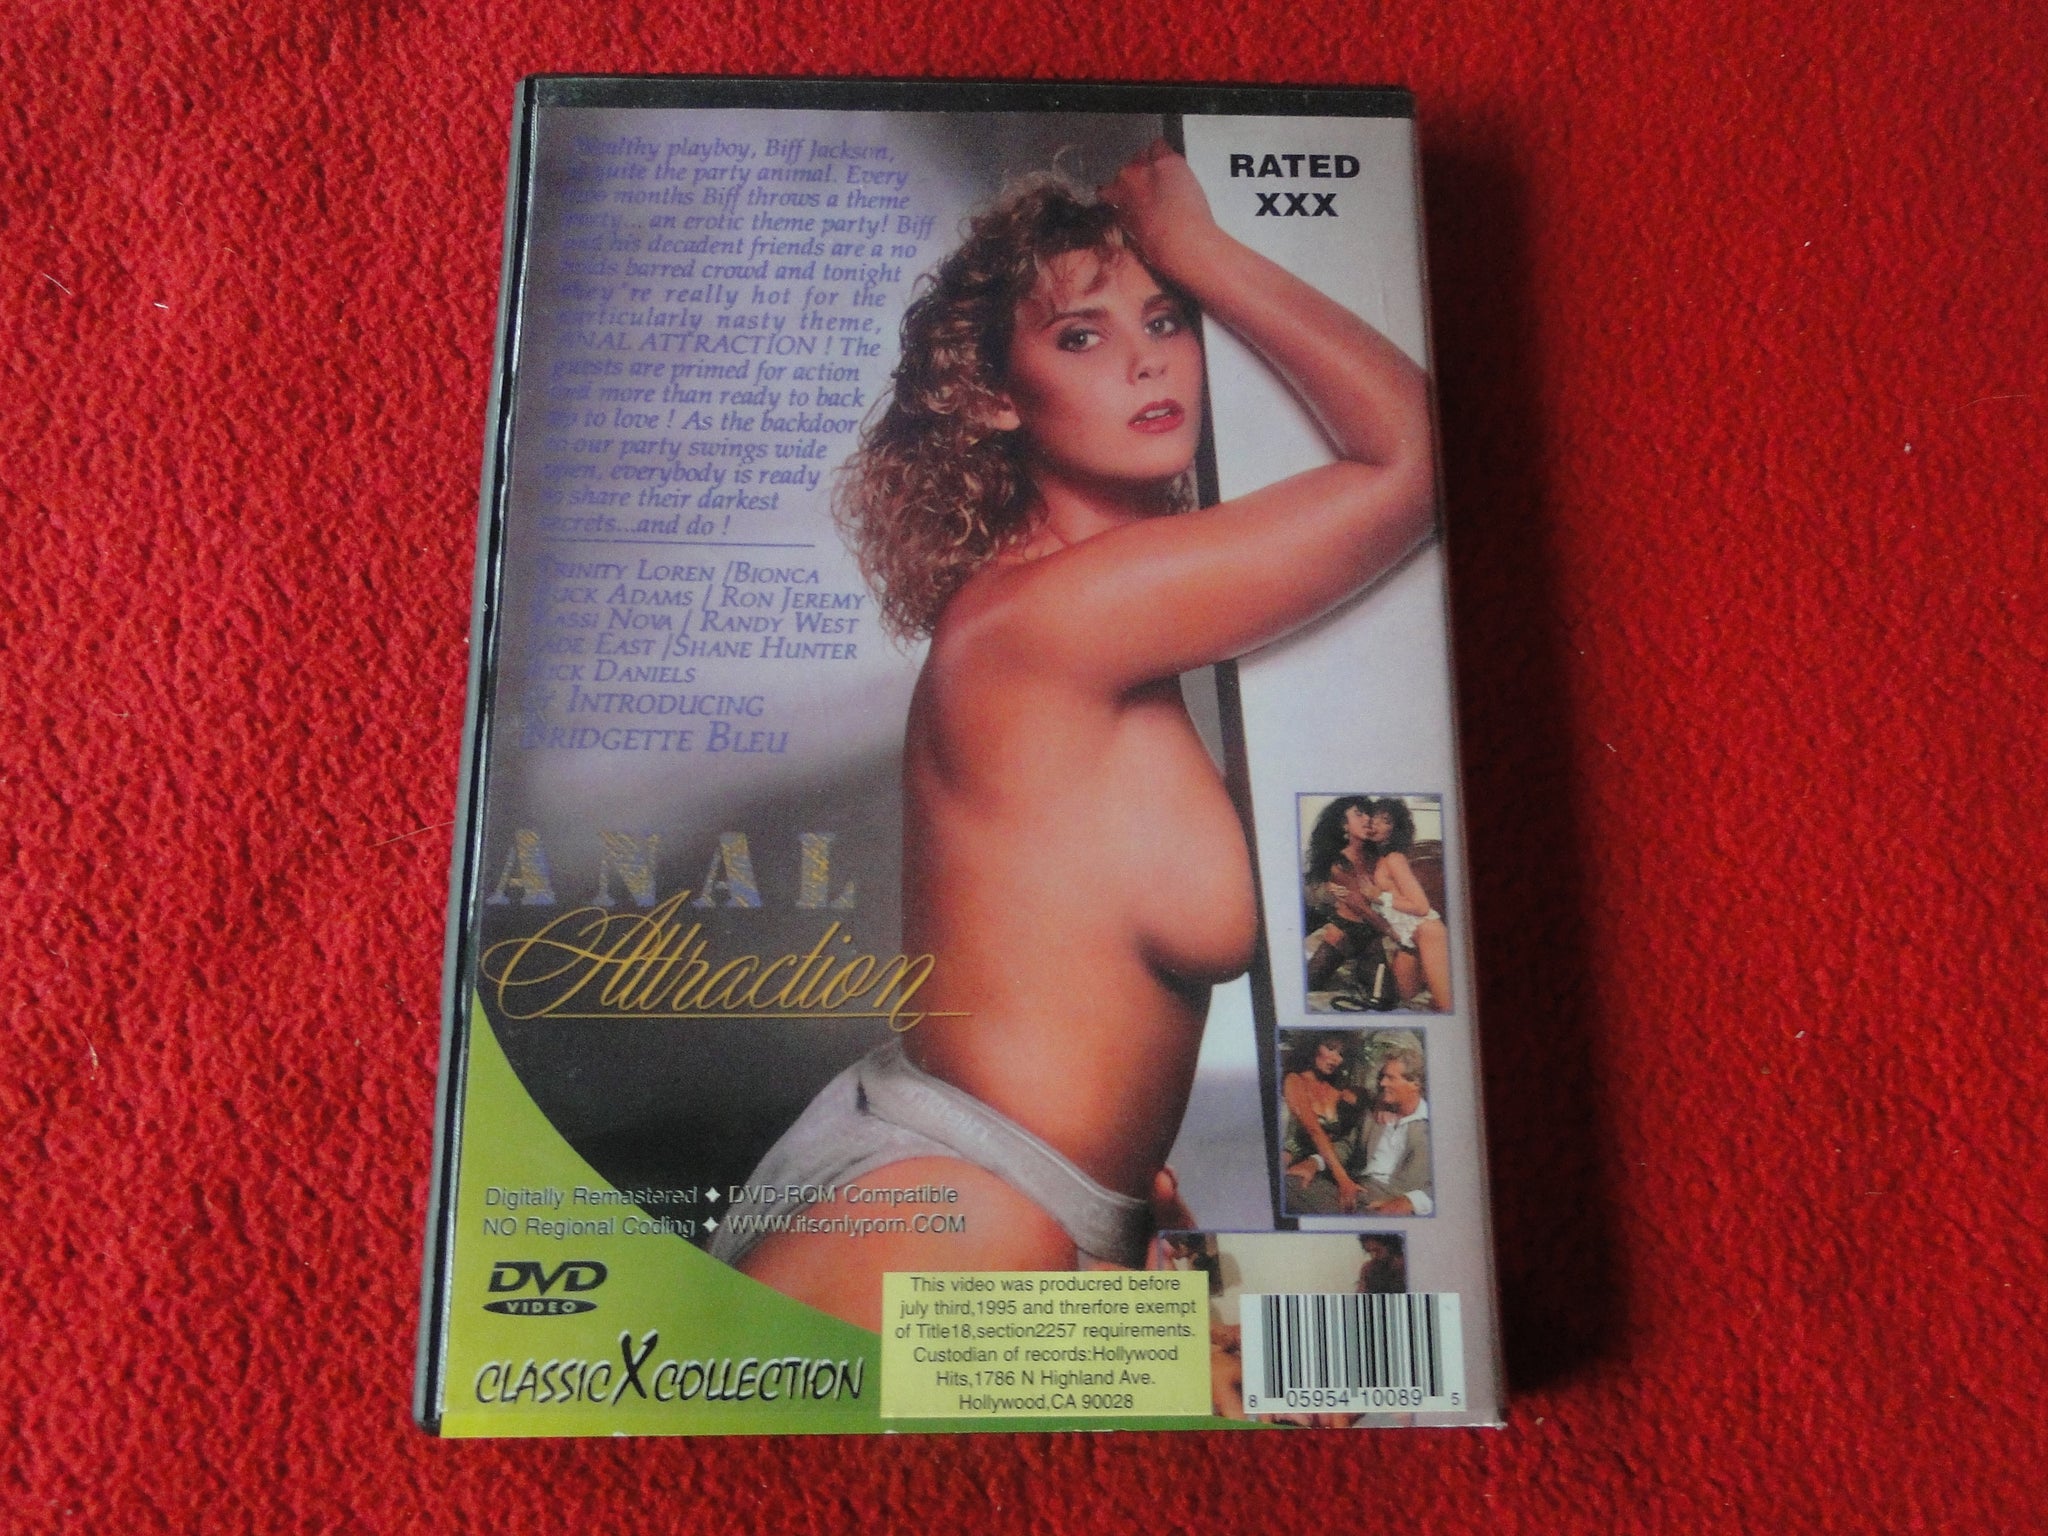 playboy, Biff Jackson,
quite the party animal. Every
months Biff throws a theme
party... an erotic theme party! Biff
and his decadent friends are a no
holds barred crowd and tonight
they're really hot for the
particularly nasty theme,
ANAL ATTRACTION ! The
guests are primed for action
and more than ready to back
up to love ! As the backdoor
to our party swings wide
open, everybody is ready
to share their darkest
secrets...and do !
TRINITY LOREN /BIONCA
ADAMS / RON JEREMY
NOVA / RANDY WEST
JADE EAST /SHANE HUNTER
DANIELS
& INTRODUCING
BRIDGETTE BLEU
RATED
XXX
ANAL
Attraction
Digitally Remastered ♦ DVD-ROM Compatible
NO Regional Coding ♦ WWW.itsonlyporn.COM
DVD
VIDEO
CLASSIC X COLLECTION
This video was producred before
july third,1995 and threrfore exempt
of Title18,section2257 requirements.
Custodian of records:Hollywood
Hits,1786 N Highland Ave.
Hollywood,CA 90028
8 05954 10089 5